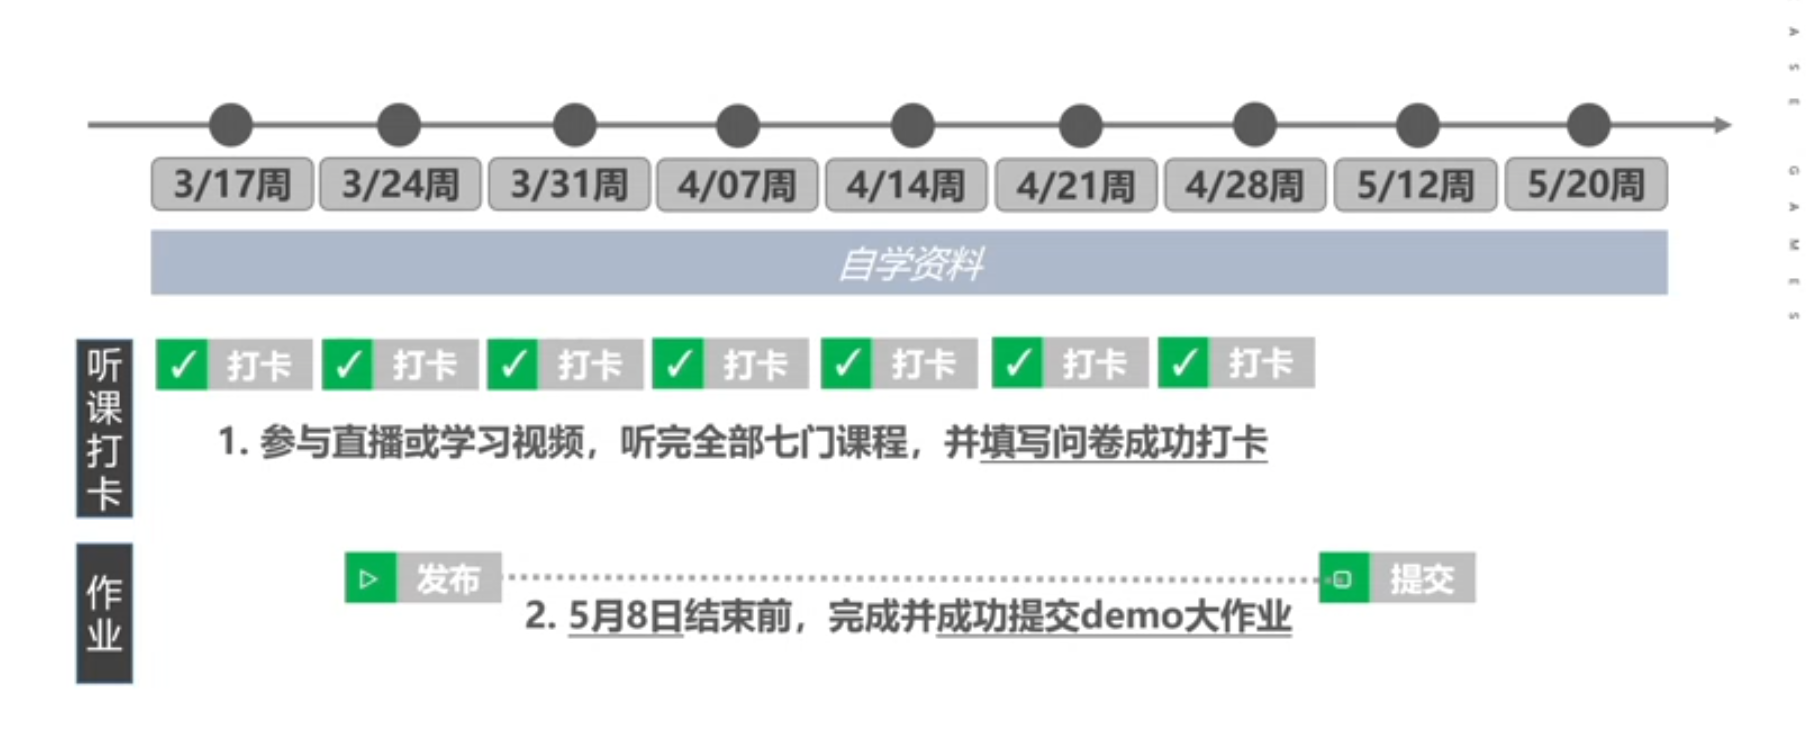 3/17周 3/24周 3/31周 4/07周 4/14周 4/21周 4/28周 5/12周 5/20周
自学资料
听课打卡
✓ 打卡 ✓ 打卡 ✓ 打卡 ✓ 打卡 ✓ 打卡 ✓ 打卡 ✓ 打卡
1. 参与直播或学习视频，听完全部七门课程，并填写问卷成功打卡
作业
发布 提交
2. 5月8日结束前，完成并成功提交demo大作业
ASE GAMES